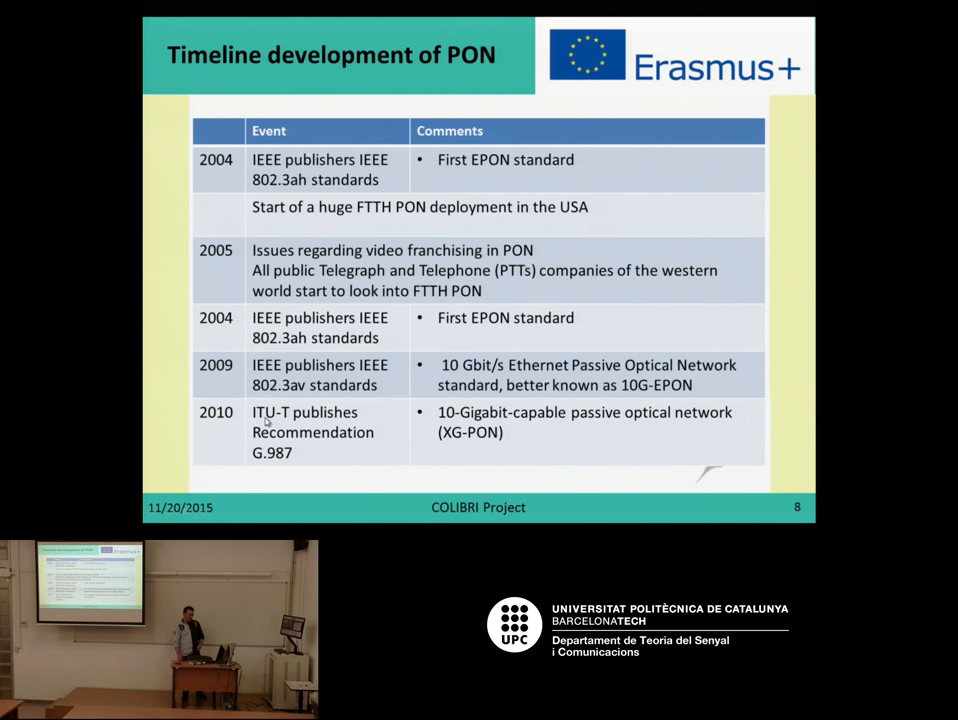 Timeline development of PON
Erasmus+
Event Comments
2004 IEEE publishers IEEE • First EPON standard
802.3ah standards
Start of a huge FTTH PON deployment in the USA
2005 Issues regarding video franchising in PON
All public Telegraph and Telephone (PTTs) companies of the western
world start to look into FTTH PON
2004 IEEE publishers IEEE • First EPON standard
802.3ah standards
2009 IEEE publishers IEEE • 10 Gbit/s Ethernet Passive Optical Network
802.3av standards standard, better known as 10G-EPON
2010 ITU-T publishes • 10-Gigabit-capable passive optical network
Recommendation (XG-PON)
G.987
11/20/2015 COLIBRI Project 8
Timeline development of PON
Erasmus+
UPC
UNIVERSITAT POLITÈCNICA DE CATALUNYA
BARCELONATECH
Departament de Teoria del Senyal
i Comunicacions